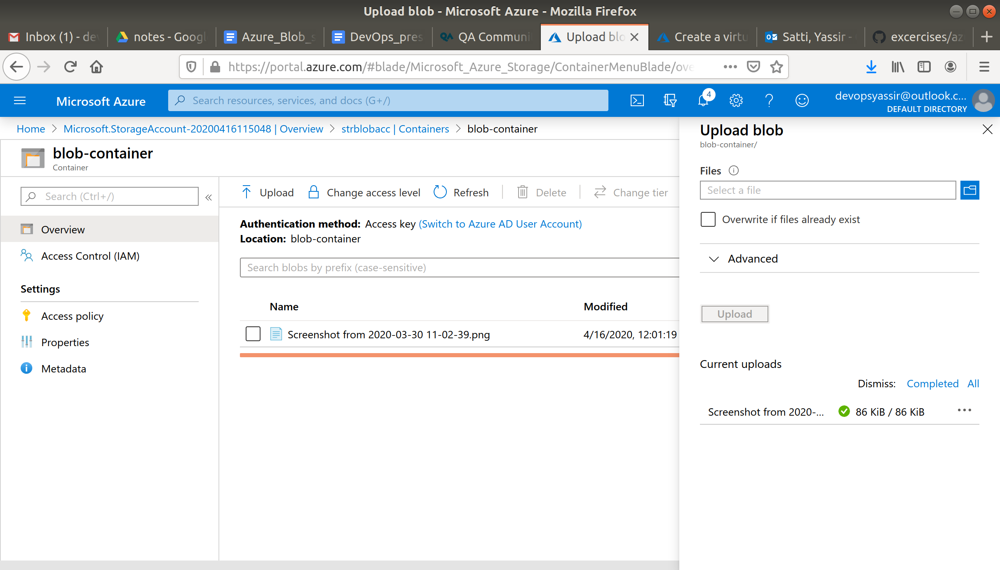 Upload blob - Microsoft Azure - Mozilla Firefox
Inbox (1) - de
notes - Googl
Azure_Blob_s
DevOps_pres
QA Communi
Upload blo
Create a virtu
Satti, Yassir -
excercises/az
https://portal.azure.com/#blade/Microsoft_Azure_Storage/ContainerMenuBlade/ove
Microsoft Azure
Search resources, services, and docs (G+/)
4
devopsyassir@outlook.c...
DEFAULT DIRECTORY
Home > Microsoft.StorageAccount-20200416115048 | Overview > strblobacc | Containers > blob-container
blob-container
Container
Search (Ctrl+/)
«
Overview
Access Control (IAM)
Settings
Access policy
Properties
Metadata
Upload
Change access level
Refresh
Delete
Change tier
Authentication method: Access key (Switch to Azure AD User Account)
Location: blob-container
Search blobs by prefix (case-sensitive)
Name Modified
Screenshot from 2020-03-30 11-02-39.png 4/16/2020, 12:01:19
Upload blob
blob-container/
Files
Select a file
Overwrite if files already exist
Advanced
Upload
Current uploads
Dismiss: Completed All
Screenshot from 2020-... 86 KiB / 86 KiB